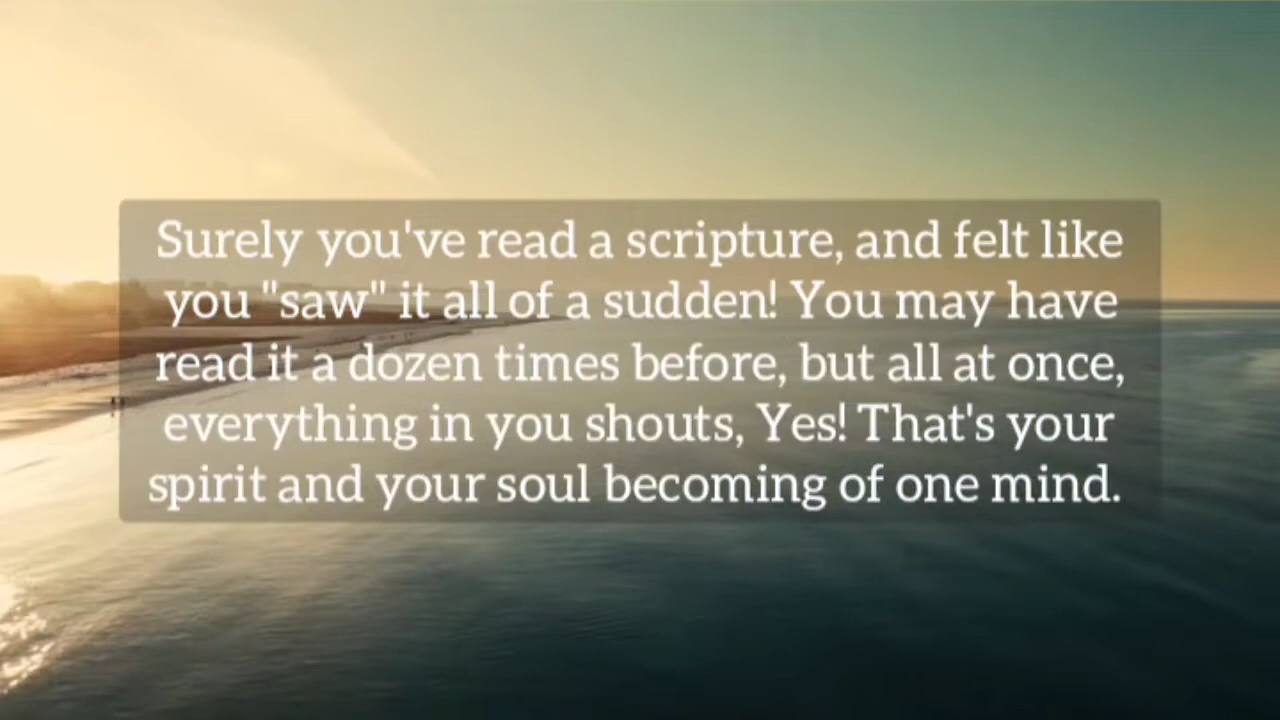 Surely you've read a scripture, and felt like
you "saw" it all of a sudden! You may have
read it a dozen times before, but all at once,
everything in you shouts, Yes! That's your
spirit and your soul becoming of one mind.